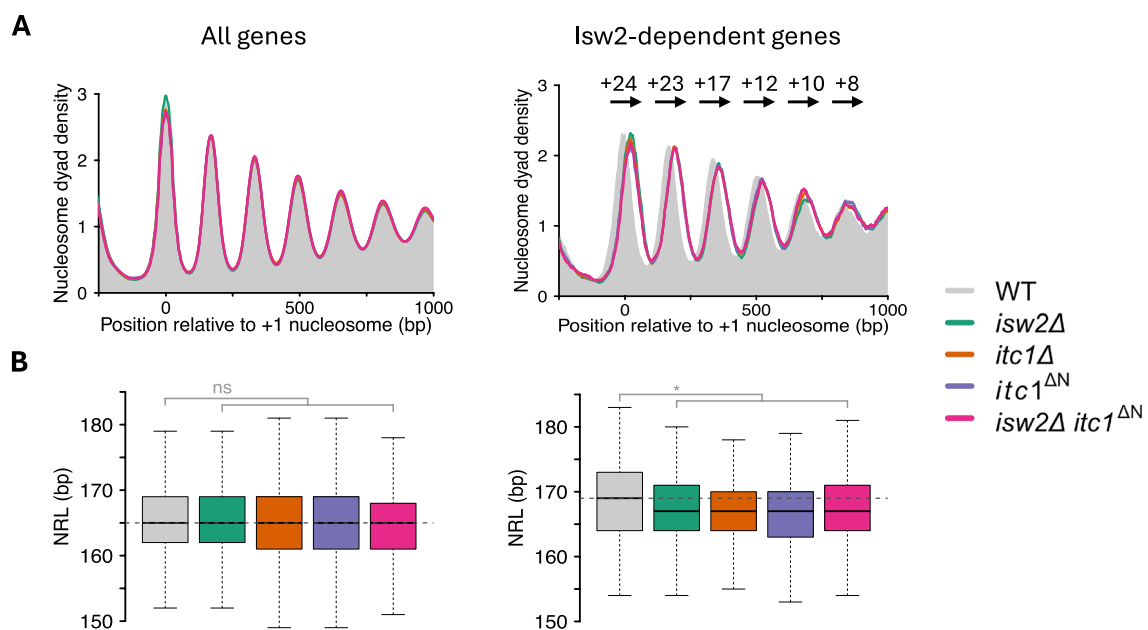 A
All genes
Isw2-dependent genes
+24 +23 +17 +12 +10 +8
Nucleosome dyad density
3
2
1
0
0 500 1000
Position relative to +1 nucleosome (bp)
Nucleosome dyad density
3
2
1
0
0 500 1000
Position relative to +1 nucleosome (bp)
WT
isw2Δ
itc1Δ
itc1ΔN
isw2Δ itc1ΔN
B
ns
NRL (bp)
180
170
160
150
*
NRL (bp)
180
170
160
150